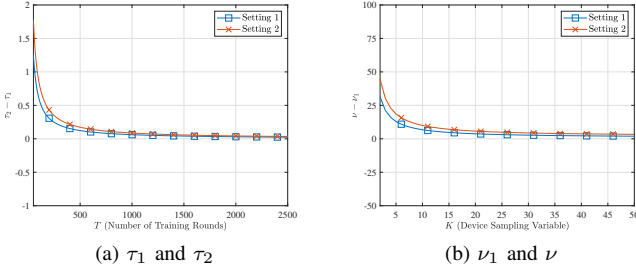 2
1.5
1
0.5
0
-0.5
-1
τ₂ − τ₁
500
1000
1500
2000
2500
T (Number of Training Rounds)
Setting 1
Setting 2
(a) τ₁ and τ₂
100
75
50
25
0
-25
-50
ν − ν₁
5
10
15
20
25
30
35
40
45
50
K (Device Sampling Variable)
Setting 1
Setting 2
(b) ν₁ and ν